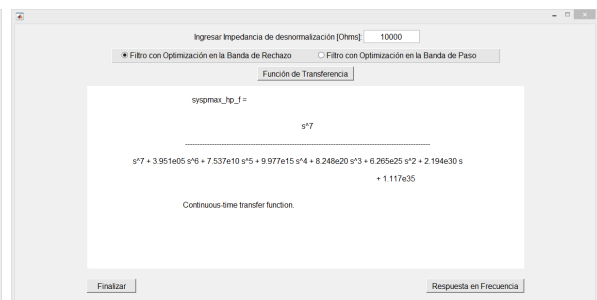 Ingresar Impedancia de desnormalización [Ohms]: 10000
Filtro con Optimización en la Banda de Rechazo Filtro con Optimización en la Banda de Paso
Función de Transferencia
syspmax_hp_f =
s^7
----------------------------------------------------------------------------------------------------
s^7 + 3.951e05 s^6 + 7.537e10 s^5 + 9.977e15 s^4 + 8.248e20 s^3 + 6.265e25 s^2 + 2.194e30 s
+ 1.117e35
Continuous-time transfer function.
Finalizar Respuesta en Frecuencia